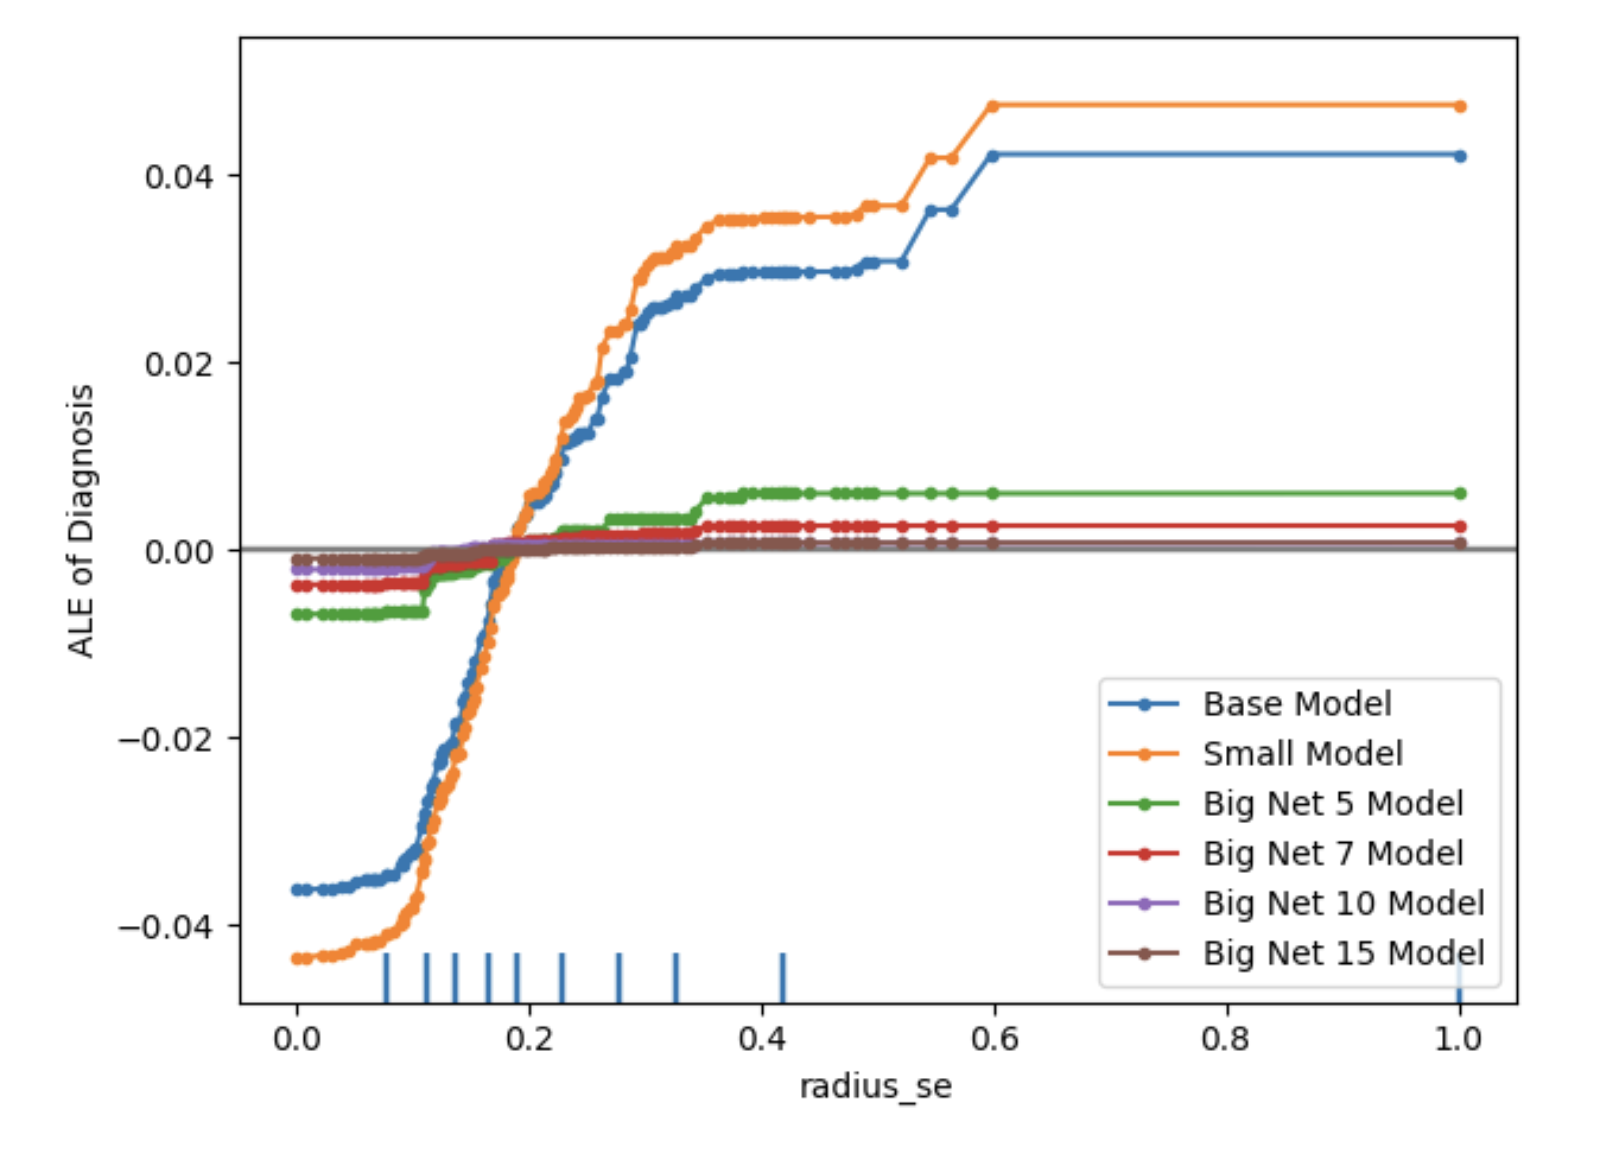 0.04
0.02
0.00
−0.02
−0.04
ALE of Diagnosis
Base Model
Small Model
Big Net 5 Model
Big Net 7 Model
Big Net 10 Model
Big Net 15 Model
0.0 0.2 0.4 0.6 0.8 1.0
radius_se